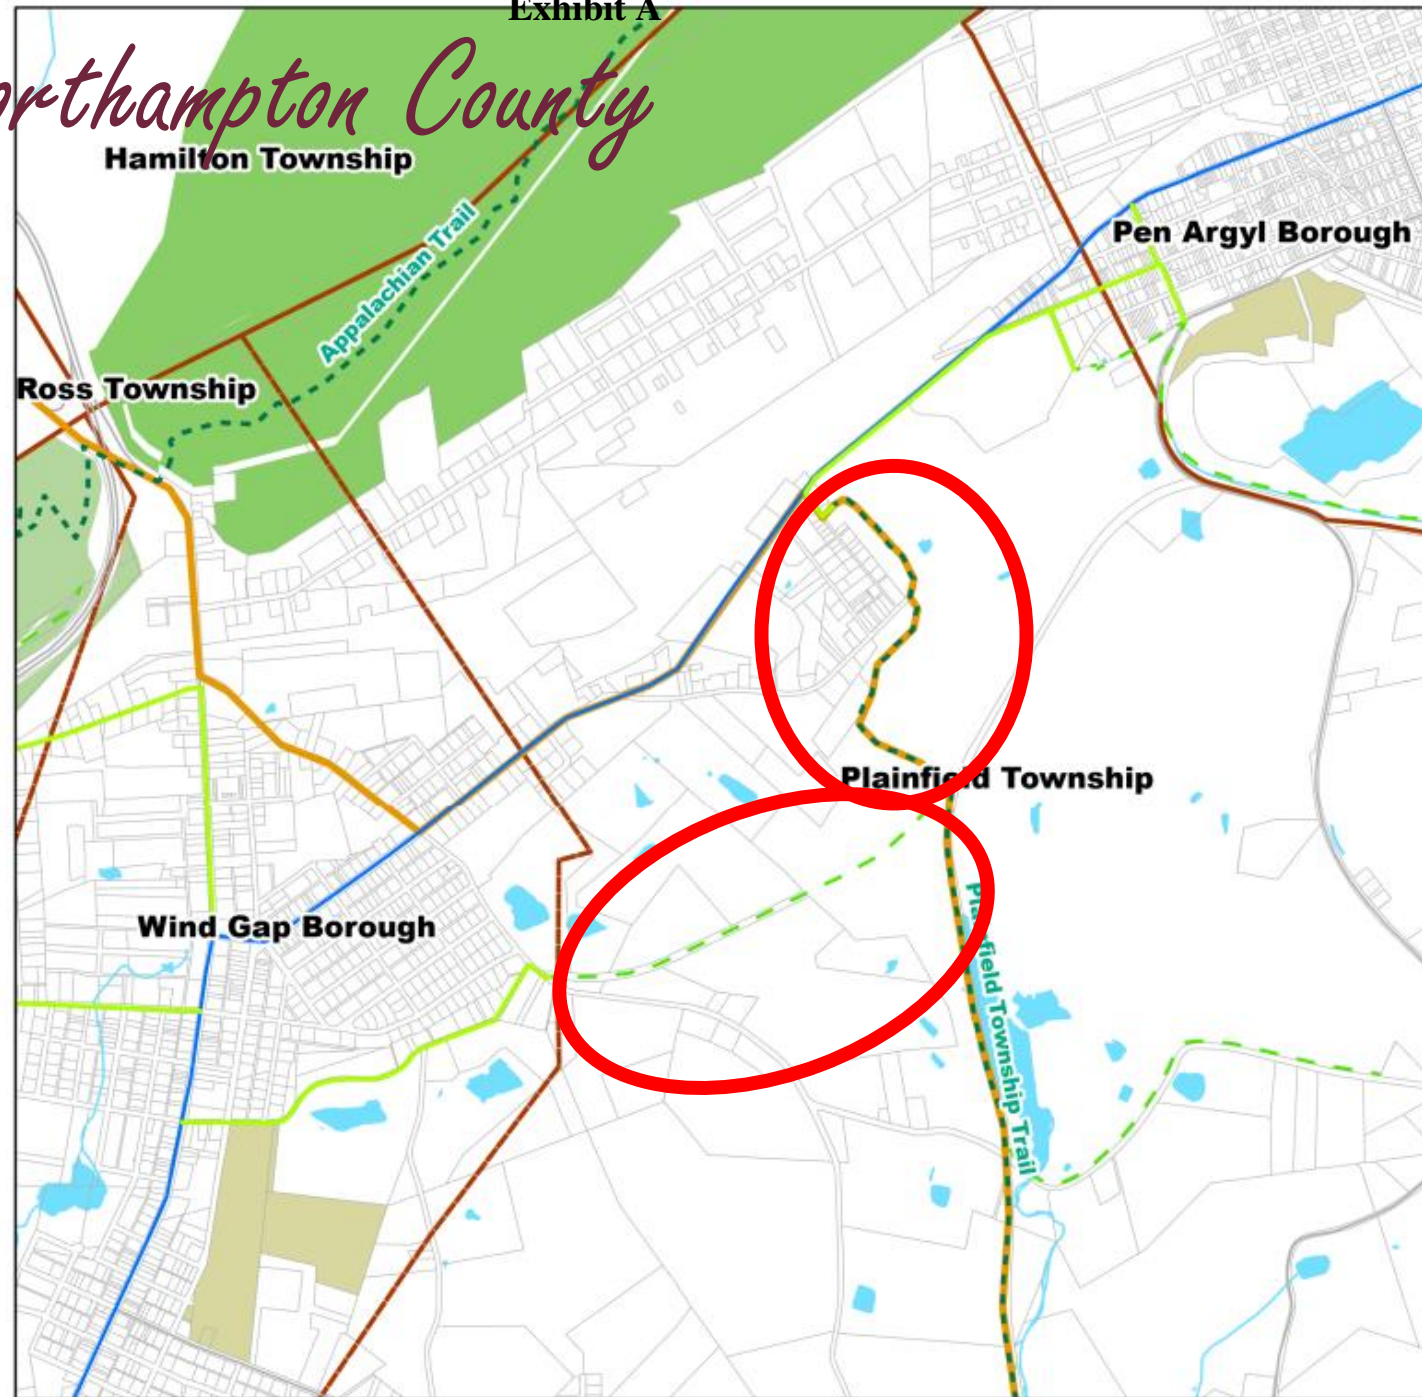 Exhibit A
orthampton County
Hamilton Township
Appalachian Trail
Pen Argyl Borough
Ross Township
Plainfield Township
Wind Gap Borough
Plainfield Township Trail